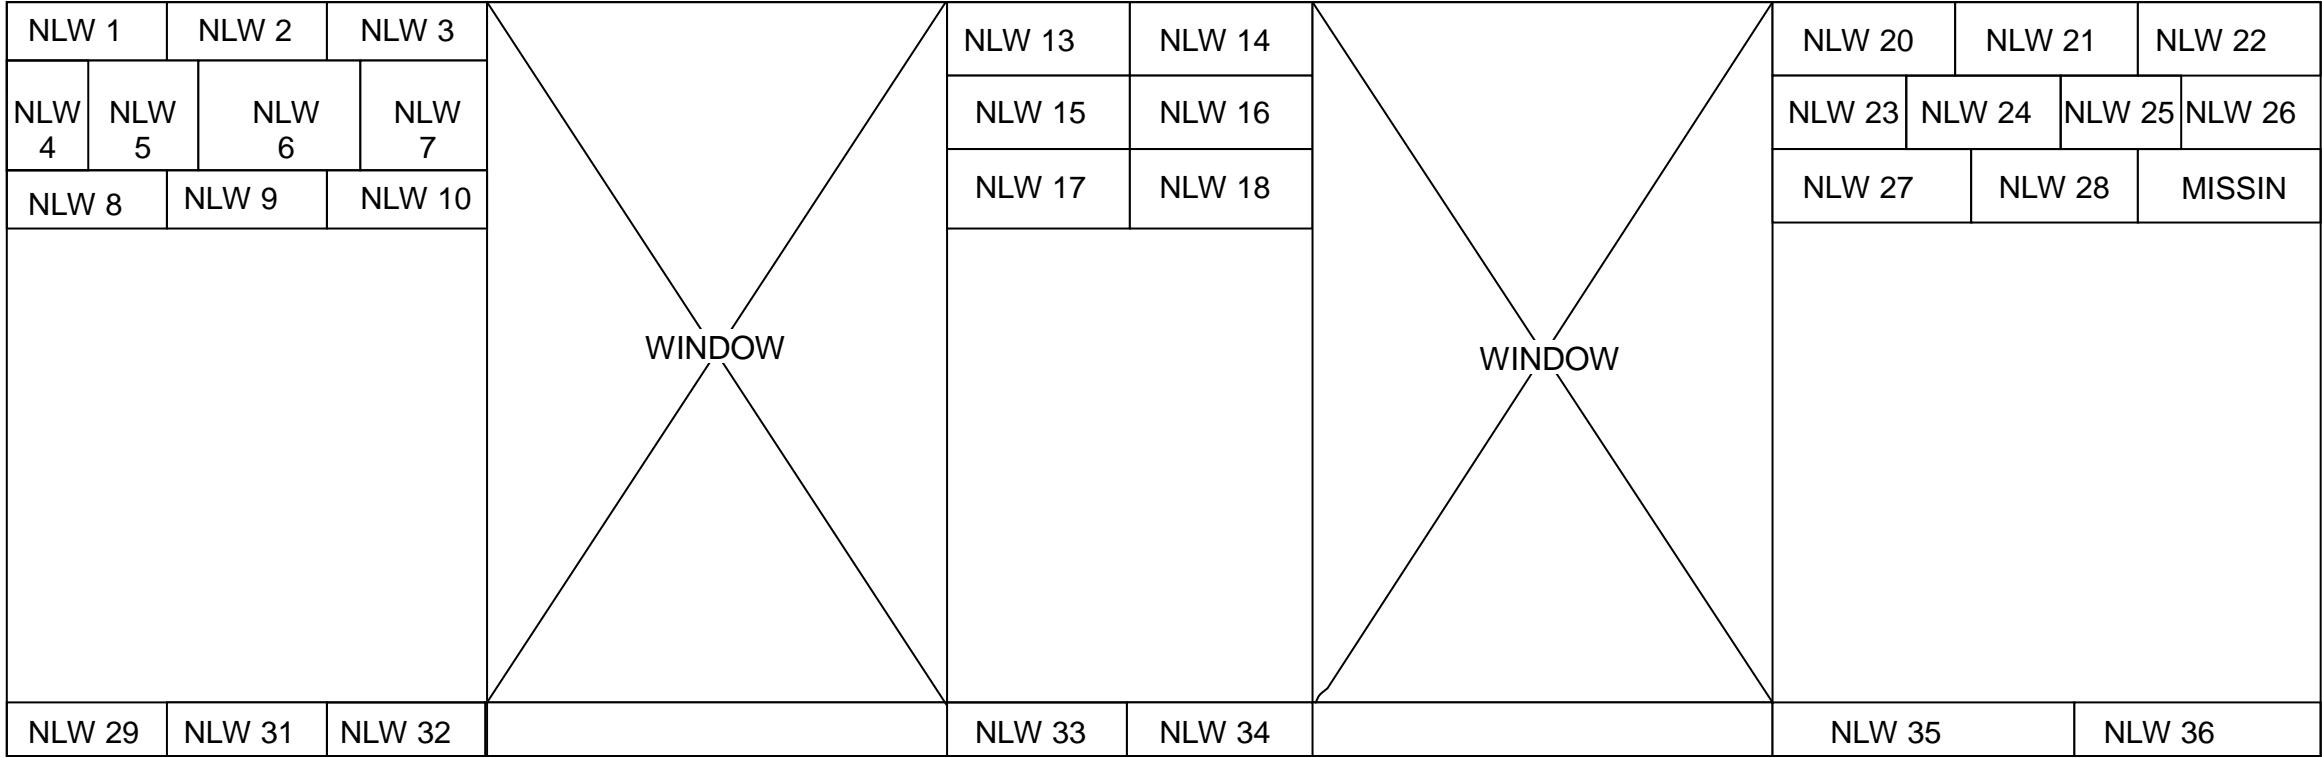 NLW 1 NLW 2 NLW 3
NLW 4 NLW 5 NLW 6 NLW 7
NLW 8 NLW 9 NLW 10
WINDOW
NLW 13 NLW 14
NLW 15 NLW 16
NLW 17 NLW 18
WINDOW
NLW 20 NLW 21 NLW 22
NLW 23 NLW 24 NLW 25 NLW 26
NLW 27 NLW 28 MISSIN
NLW 29 NLW 31 NLW 32
NLW 33 NLW 34
NLW 35 NLW 36